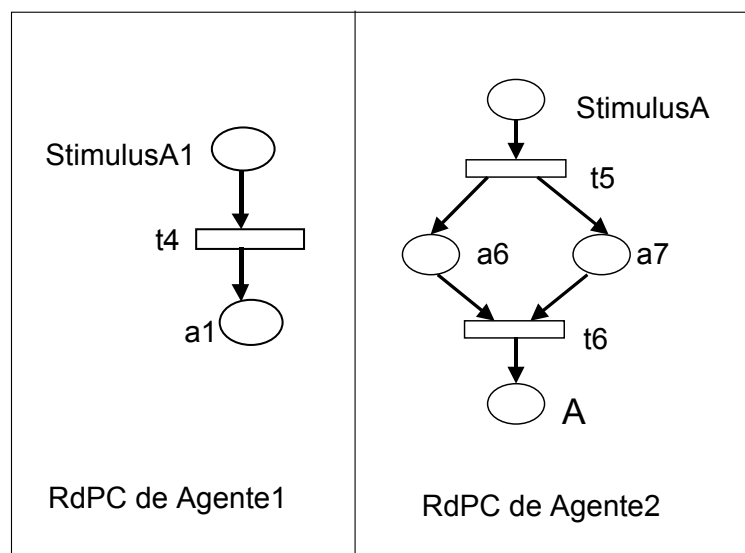 StimulusA1
t4
a1
RdPC de Agente1
StimulusA
t5
a6
a7
t6
A
RdPC de Agente2